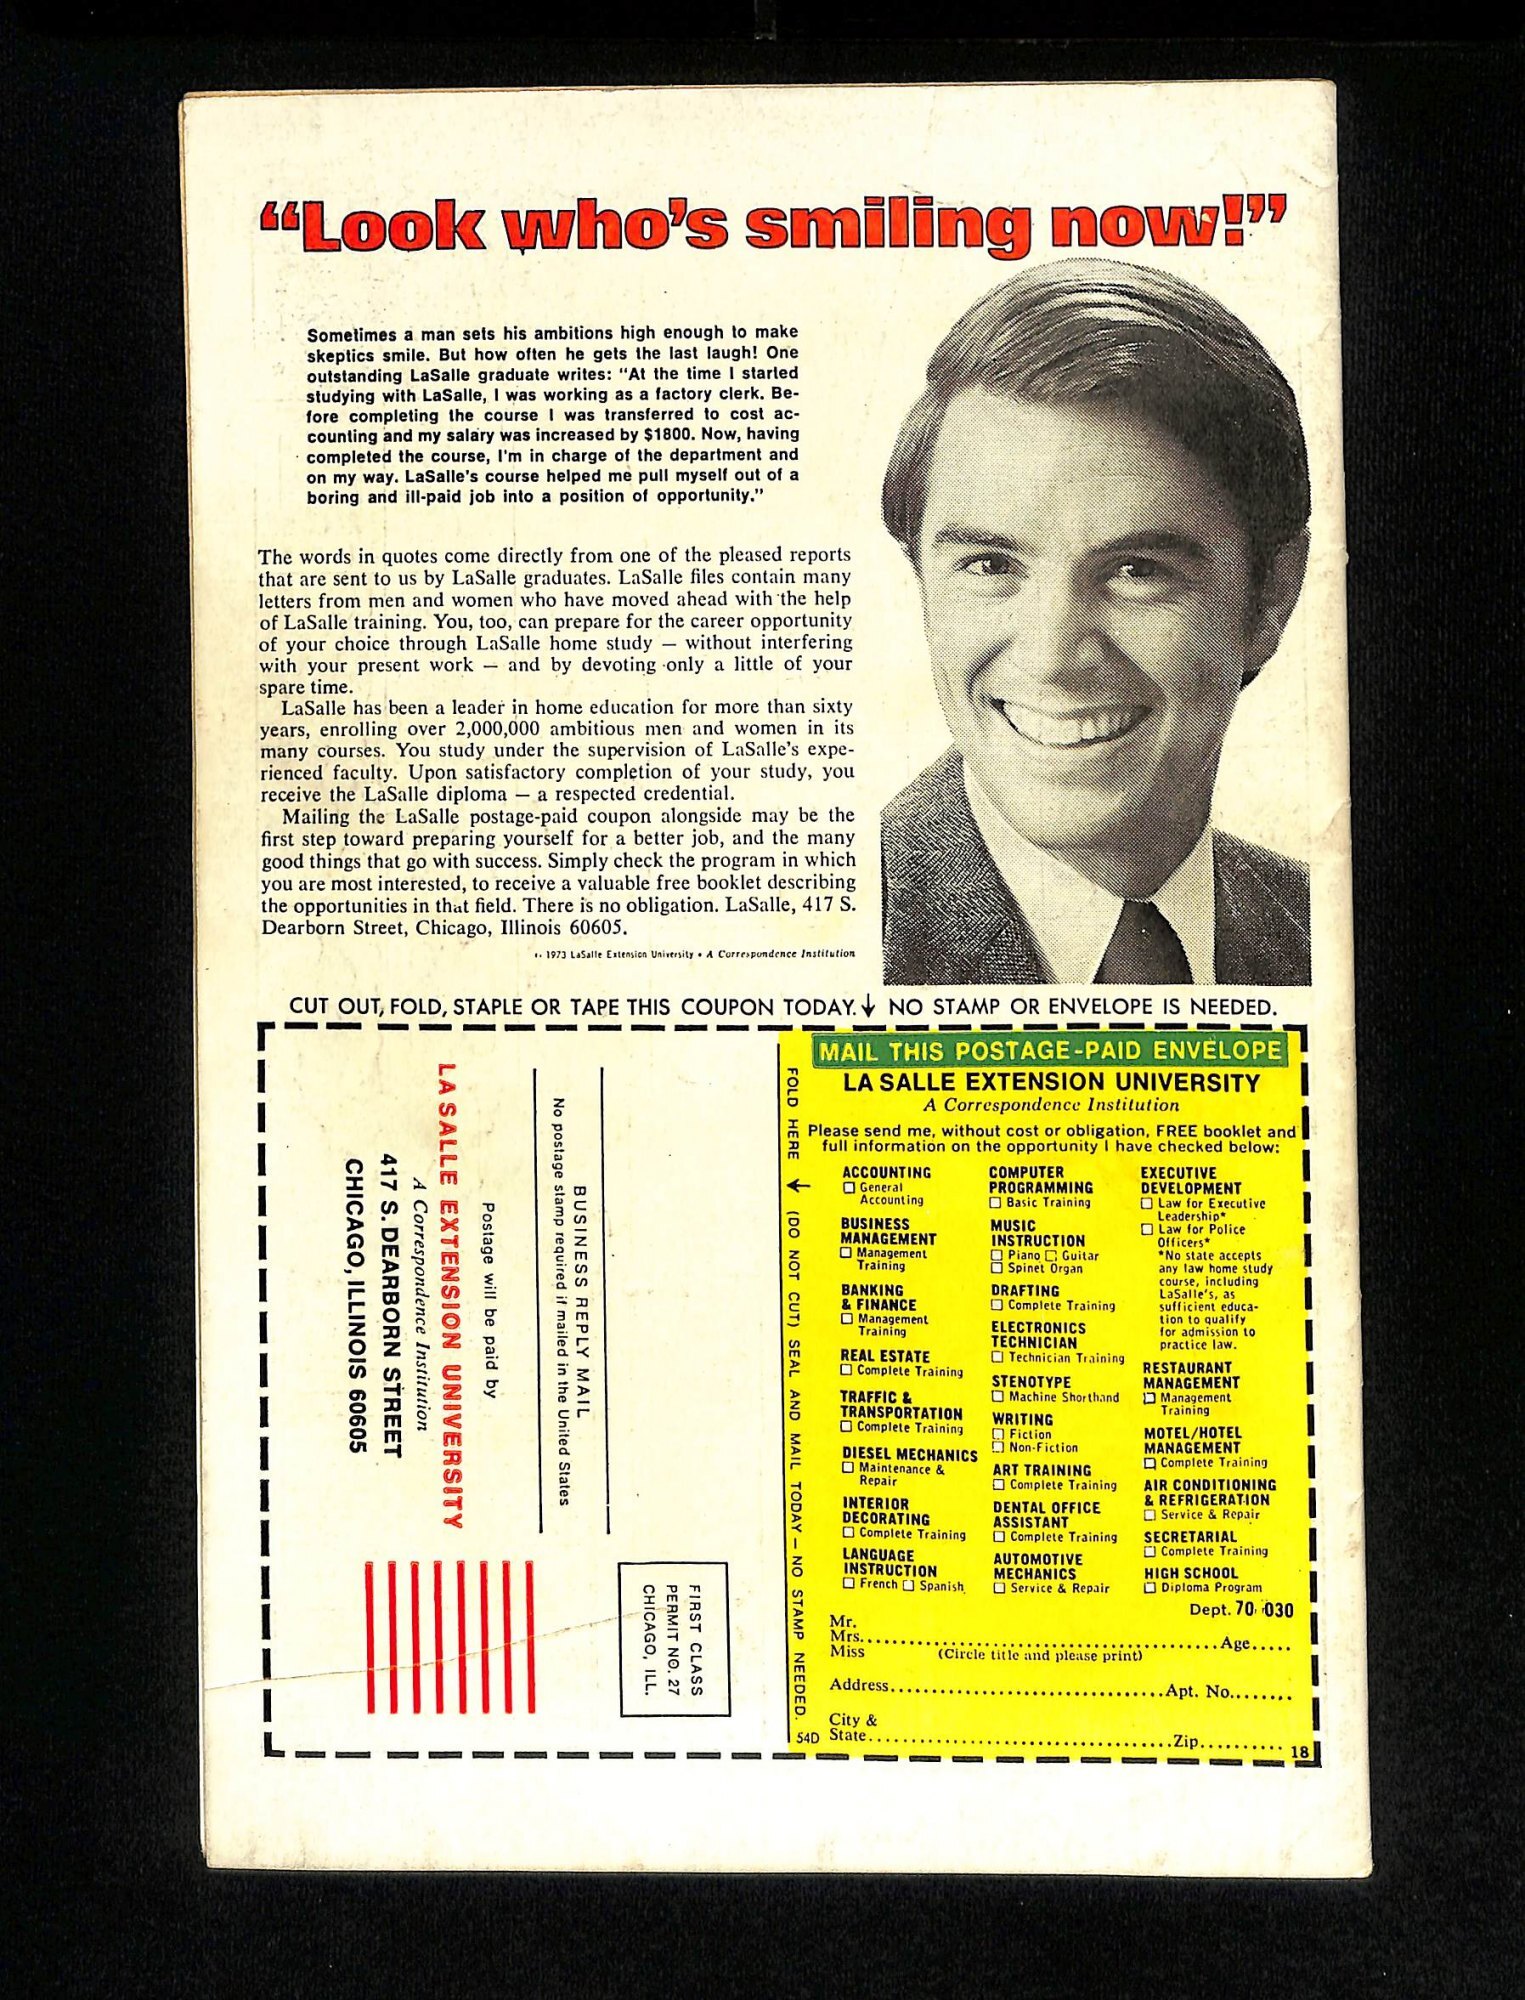 “Look who’s smiling now!”
Sometimes a man sets his ambitions high enough to make
skeptics smile. But how often he gets the last laugh! One
outstanding LaSalle graduate writes: “At the time I started
studying with LaSalle, I was working as a factory clerk. Be-
fore completing the course I was transferred to cost ac-
counting and my salary was increased by $1800. Now, having
completed the course, I’m in charge of the department and
on my way. LaSalle’s course helped me pull myself out of a
boring and ill-paid job into a position of opportunity.”
The words in quotes come directly from one of the pleased reports
that are sent to us by LaSalle graduates. LaSalle files contain many
letters from men and women who have moved ahead with the help
of LaSalle training. You, too, can prepare for the career opportunity
of your choice through LaSalle home study — without interfering
with your present work — and by devoting only a little of your
spare time.
LaSalle has been a leader in home education for more than sixty
years, enrolling over 2,000,000 ambitious men and women in its
many courses. You study under the supervision of LaSalle’s expe-
rienced faculty. Upon satisfactory completion of your study, you
receive the LaSalle diploma — a respected credential.
Mailing the LaSalle postage-paid coupon alongside may be the
first step toward preparing yourself for a better job, and the many
good things that go with success. Simply check the program in which
you are most interested, to receive a valuable free booklet describing
the opportunities in that field. There is no obligation. LaSalle, 417 S.
Dearborn Street, Chicago, Illinois 60605.
1973 LaSalle Extension University • A Correspondence Institution
CUT OUT, FOLD, STAPLE OR TAPE THIS COUPON TODAY. ↓ NO STAMP OR ENVELOPE IS NEEDED.
FIRST CLASS
PERMIT NO. 27
CHICAGO, ILL.
BUSINESS REPLY MAIL
No postage stamp required if mailed in the United States
Postage will be paid by
LA SALLE EXTENSION UNIVERSITY
A Correspondence Institution
417 S. DEARBORN STREET
CHICAGO, ILLINOIS 60605
FOLD HERE ↓ (DO NOT CUT) SEAL AND MAIL TODAY — NO STAMP NEEDED.
MAIL THIS POSTAGE-PAID ENVELOPE
LA SALLE EXTENSION UNIVERSITY
A Correspondence Institution
Please send me, without cost or obligation, FREE booklet and
full information on the opportunity I have checked below:
ACCOUNTING
☐ General
Accounting
BUSINESS
MANAGEMENT
☐ Management
Training
BANKING
& FINANCE
☐ Management
Training
REAL ESTATE
☐ Complete Training
TRAFFIC &
TRANSPORTATION
☐ Complete Training
DIESEL MECHANICS
☐ Maintenance &
Repair
INTERIOR
DECORATING
☐ Complete Training
LANGUAGE
INSTRUCTION
☐ French ☐ Spanish
COMPUTER
PROGRAMMING
☐ Basic Training
MUSIC
INSTRUCTION
☐ Piano ☐ Guitar
☐ Spinet Organ
DRAFTING
☐ Complete Training
ELECTRONICS
TECHNICIAN
☐ Technician Training
STENOTYPE
☐ Machine Shorthand
WRITING
☐ Fiction
☐ Non-Fiction
ART TRAINING
☐ Complete Training
DENTAL OFFICE
ASSISTANT
☐ Complete Training
AUTOMOTIVE
MECHANICS
☐ Service & Repair
EXECUTIVE
DEVELOPMENT
☐ Law for Executive
Leadership*
☐ Law for Police
Officers*
*No state accepts
any law home study
course, including
LaSalle’s, as
sufficient educa-
tion to qualify
for admission to
practice law.
RESTAURANT
MANAGEMENT
☐ Management
Training
MOTEL/HOTEL
MANAGEMENT
☐ Complete Training
AIR CONDITIONING
& REFRIGERATION
☐ Service & Repair
SECRETARIAL
☐ Complete Training
HIGH SCHOOL
☐ Diploma Program
Dept. 70-030
Mr.
Mrs. Age
Miss (Circle title and please print)
Address Apt. No.
City &
State Zip
54D
18